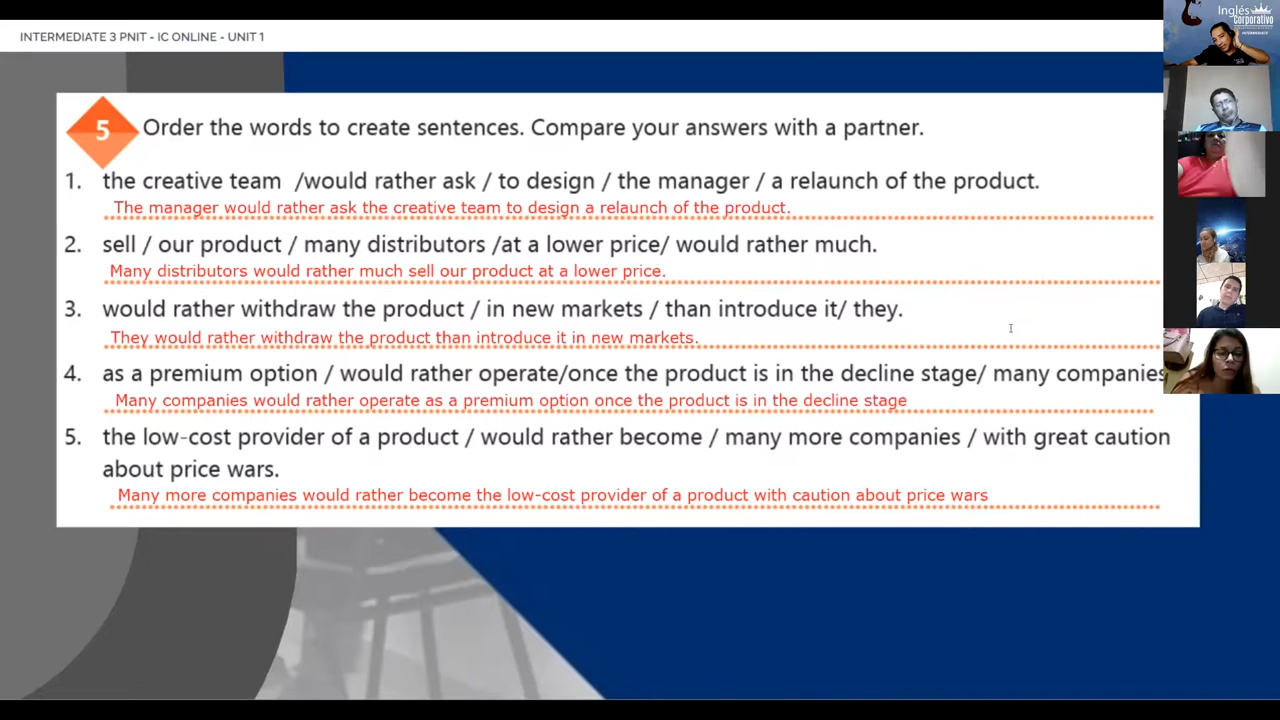 INTERMEDIATE 3 PNIT - IC ONLINE - UNIT 1
Inglés
Corporativo
INTERMEDIATE
5 Order the words to create sentences. Compare your answers with a partner.
1. the creative team /would rather ask / to design / the manager / a relaunch of the product.
The manager would rather ask the creative team to design a relaunch of the product.
2. sell / our product / many distributors /at a lower price/ would rather much.
Many distributors would rather much sell our product at a lower price.
3. would rather withdraw the product / in new markets / than introduce it/ they.
They would rather withdraw the product than introduce it in new markets.
4. as a premium option / would rather operate/once the product is in the decline stage/ many companies
Many companies would rather operate as a premium option once the product is in the decline stage
5. the low-cost provider of a product / would rather become / many more companies / with great caution
about price wars.
Many more companies would rather become the low-cost provider of a product with caution about price wars